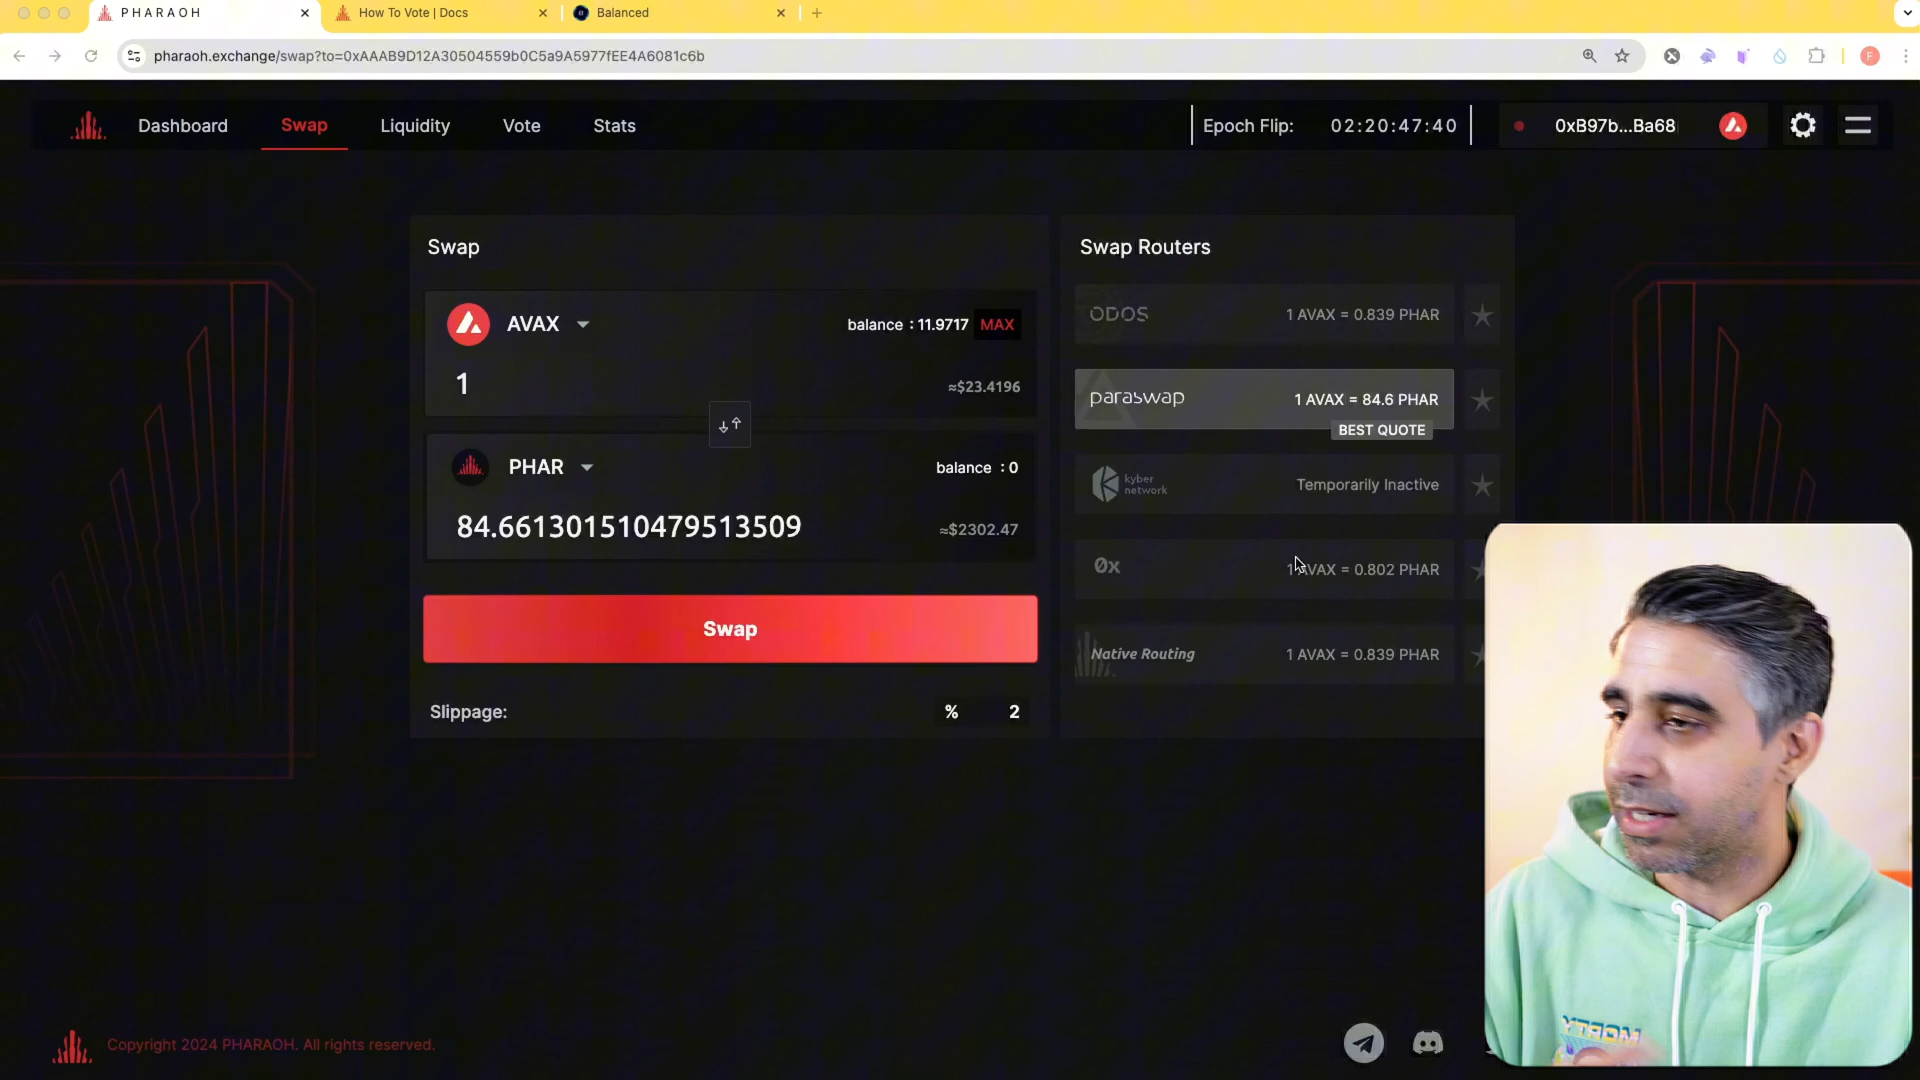 PHARAOH
How To Vote | Docs
Balanced
pharaoh.exchange/swap?to=0xAAAB9D12A30504559b0C5a9A5977fEE4A6081c6b
F
Dashboard
Swap
Liquidity
Vote
Stats
Epoch Flip: 02:20:47:40
0xB97b...Ba68
Swap
AVAX
balance : 11.9717 MAX
1
≈$23.4196
PHAR
balance : 0
84.661301510479513509
≈$2302.47
Swap
Slippage:
% 2
Swap Routers
ODOS
1 AVAX = 0.839 PHAR
paraswap
1 AVAX = 84.6 PHAR
BEST QUOTE
kyber
network
Temporarily Inactive
0x
1 AVAX = 0.802 PHAR
Native Routing
1 AVAX = 0.839 PHAR
Copyright 2024 PHARAOH. All rights reserved.